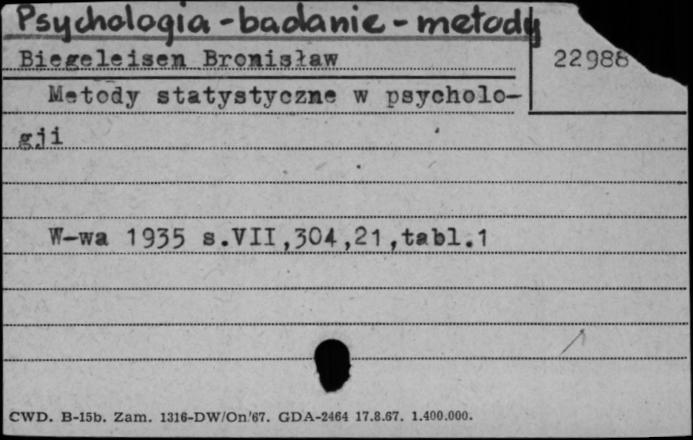 Psychologia - badanie - metody
Biegeleisen Bronisław
22988
Metody statystyczne w psycholo-
gji
W-wa 1935 s.VII,304,21,tabl.1
CWD. B-15b. Zam. 1316-DW/On/67. GDA-2464 17.8.67. 1.400.000.